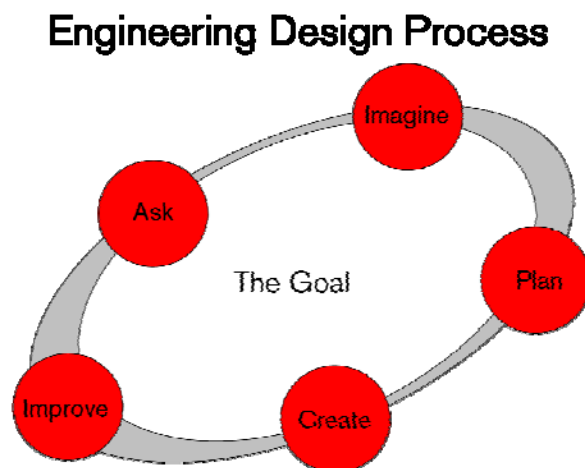 Engineering Design Process
Imagine
Ask
The Goal
Plan
Improve
Create